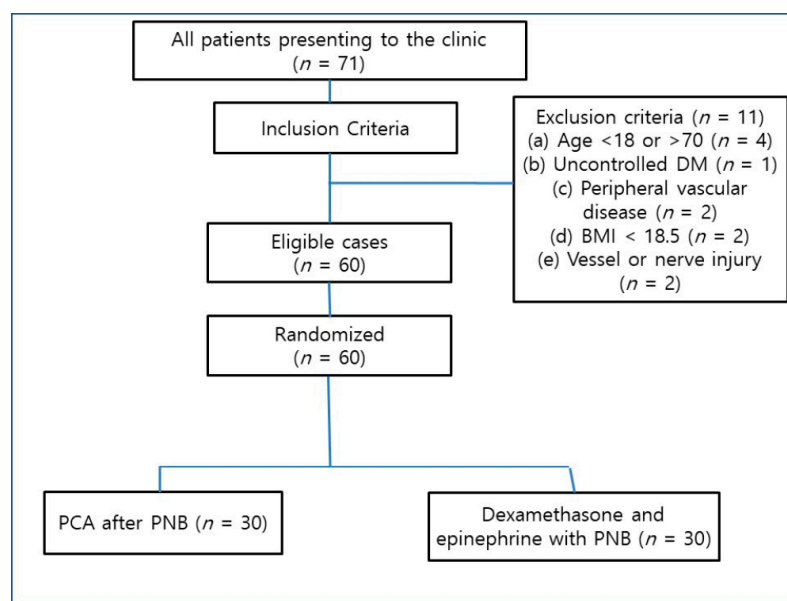 All patients presenting to the clinic
(n = 71)
Inclusion Criteria
Exclusion criteria (n = 11)
(a) Age <18 or >70 (n = 4)
(b) Uncontrolled DM (n = 1)
(c) Peripheral vascular
disease (n = 2)
(d) BMI < 18.5 (n = 2)
(e) Vessel or nerve injury
(n = 2)
Eligible cases
(n = 60)
Randomized
(n = 60)
PCA after PNB (n = 30)
Dexamethasone and
epinephrine with PNB (n = 30)